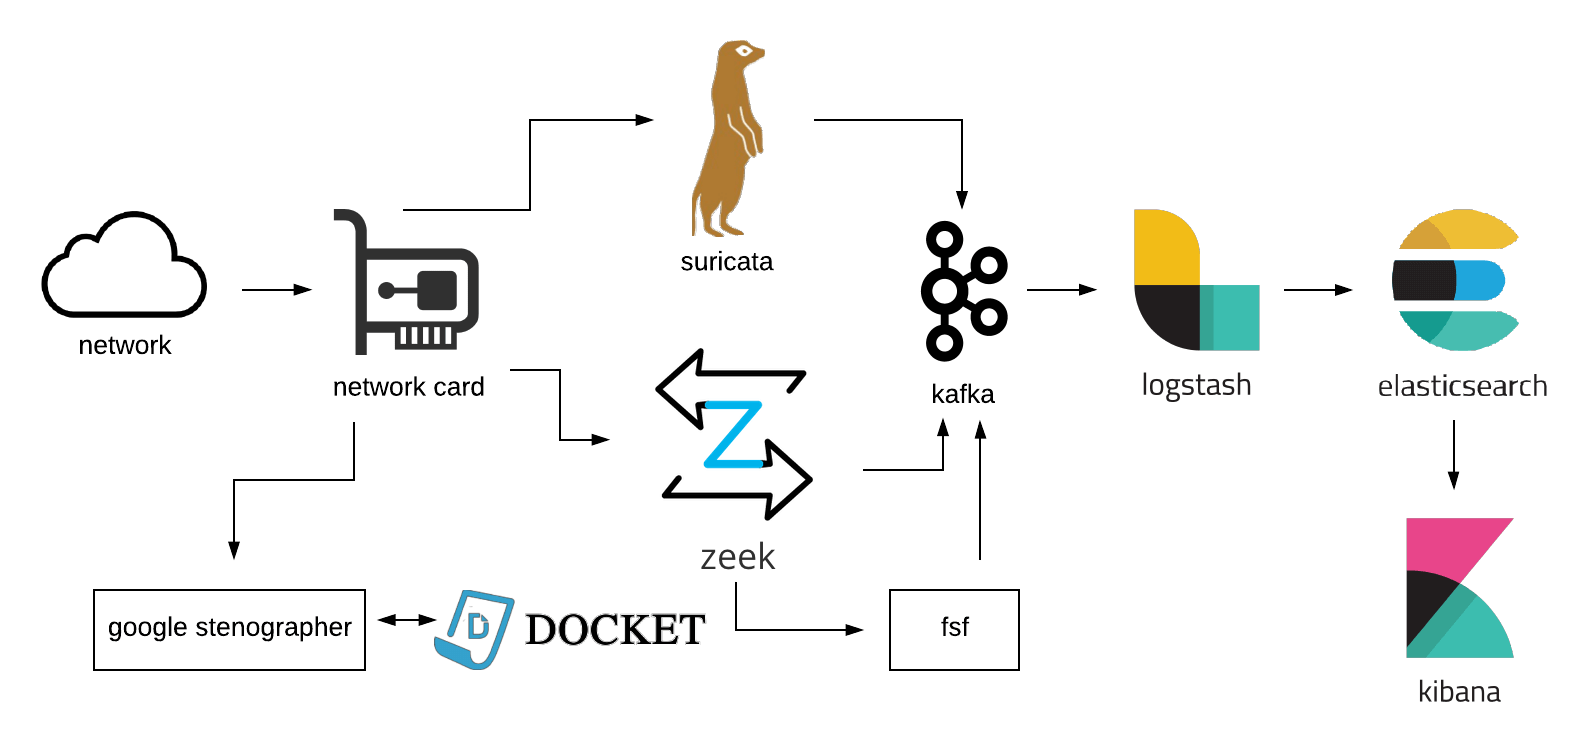 suricata
network
network card
kafka
logstash
elasticsearch
zeek
google stenographer
D
DOCKET
fsf
kibana